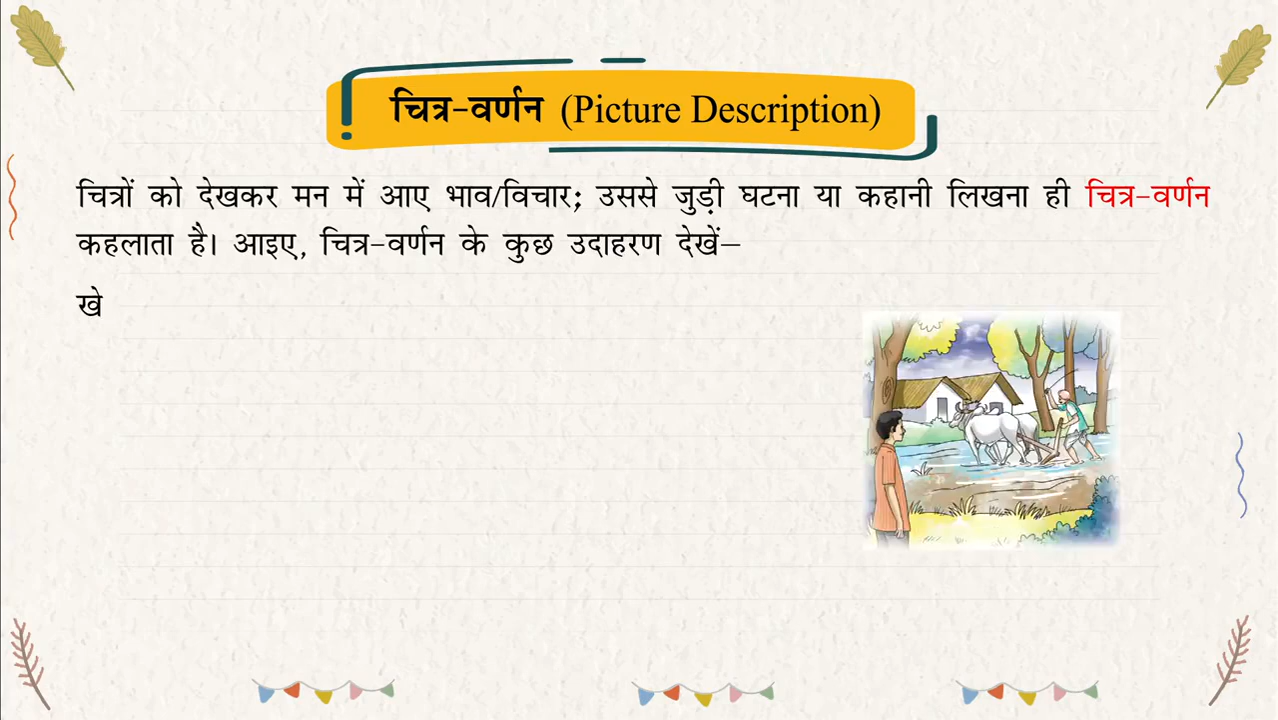 चित्र-वर्णन (Picture Description)
चित्रों को देखकर मन में आए भाव/विचार; उससे जुड़ी घटना या कहानी लिखना ही चित्र-वर्णन
कहलाता है। आइए, चित्र-वर्णन के कुछ उदाहरण देखें–
खे